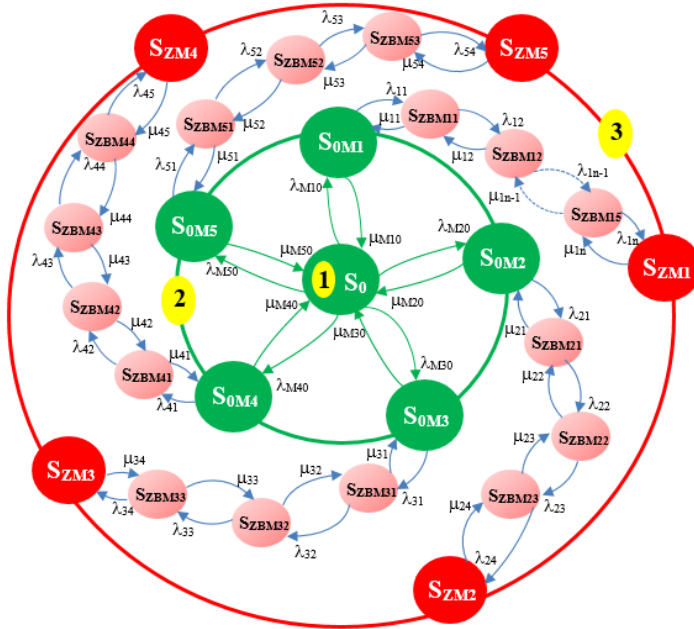 λ53
SZM4
SZBM53
λ54
SZM5
λ52
SZBM52
μ53
μ54
λ45
λ11
3
SZBM51
μ52
SZBM44
μ45
S0M1
μ11
SZBM11
λ12
λ51
μ51
μ12
SZBM12
λ44
λ1n-1
μ1n-1
λM10
SZBM15
λ1n
μ44
SZBM43
S0M5
μM50
μM10
λM20
S0M2
μ1n
SZM1
λ43
μ43
λM50
1
S0
2
μM40
μM20
SZBM42
μM30
μ21
λ21
μ42
SZBM21
λ42
μ41
λM30
μ22
SZBM41
λM40
λ41
S0M4
S0M3
λ22
μ23
SZBM22
μ31
SZM3
μ34
μ33
μ32
SZBM31
SZBM33
λ31
SZBM23
λ34
μ24
λ23
SZBM32
λ33
λ32
λ24
SZM2